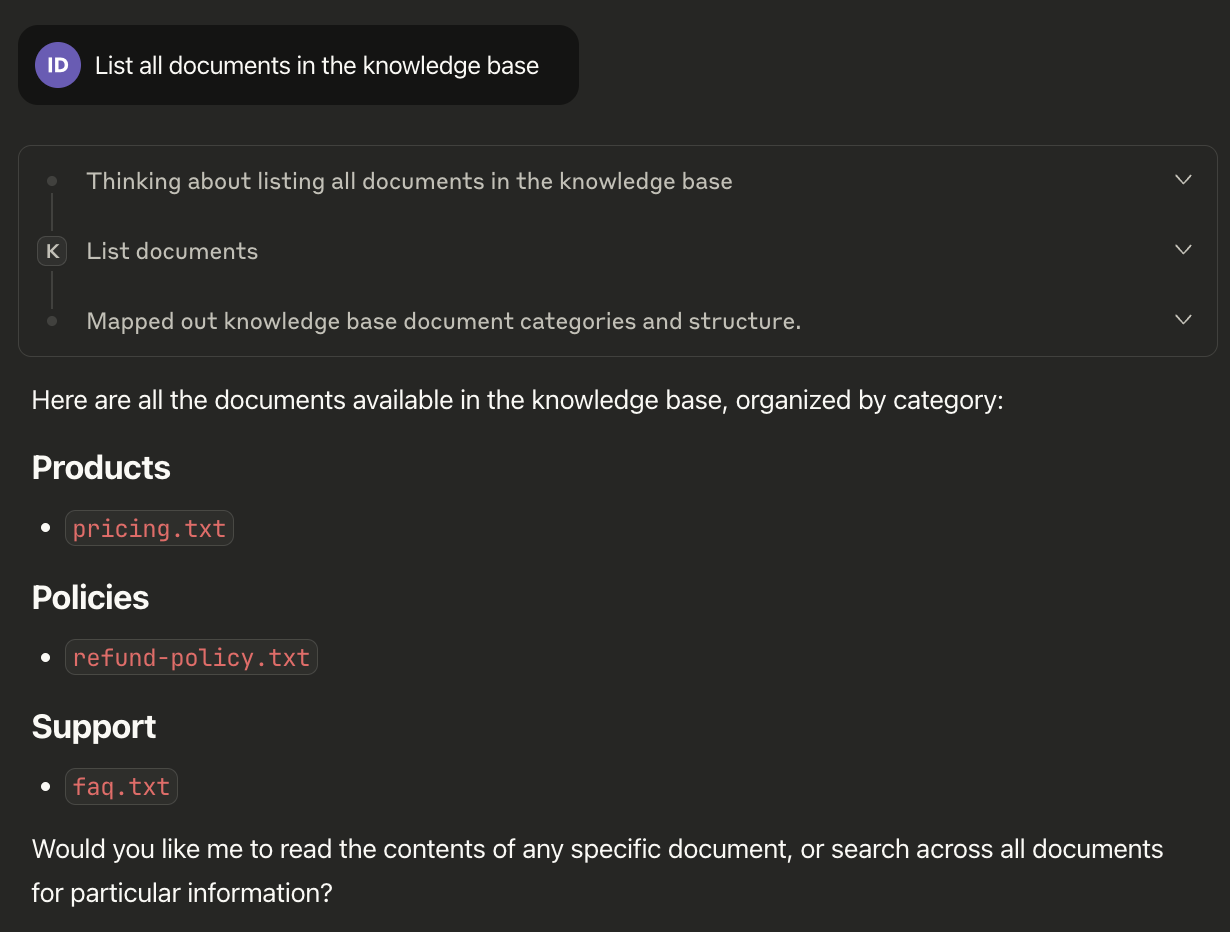 ID List all documents in the knowledge base
Thinking about listing all documents in the knowledge base
K List documents
Mapped out knowledge base document categories and structure.
Here are all the documents available in the knowledge base, organized by category:
Products
• pricing.txt
Policies
• refund-policy.txt
Support
• faq.txt
Would you like me to read the contents of any specific document, or search across all documents
for particular information?